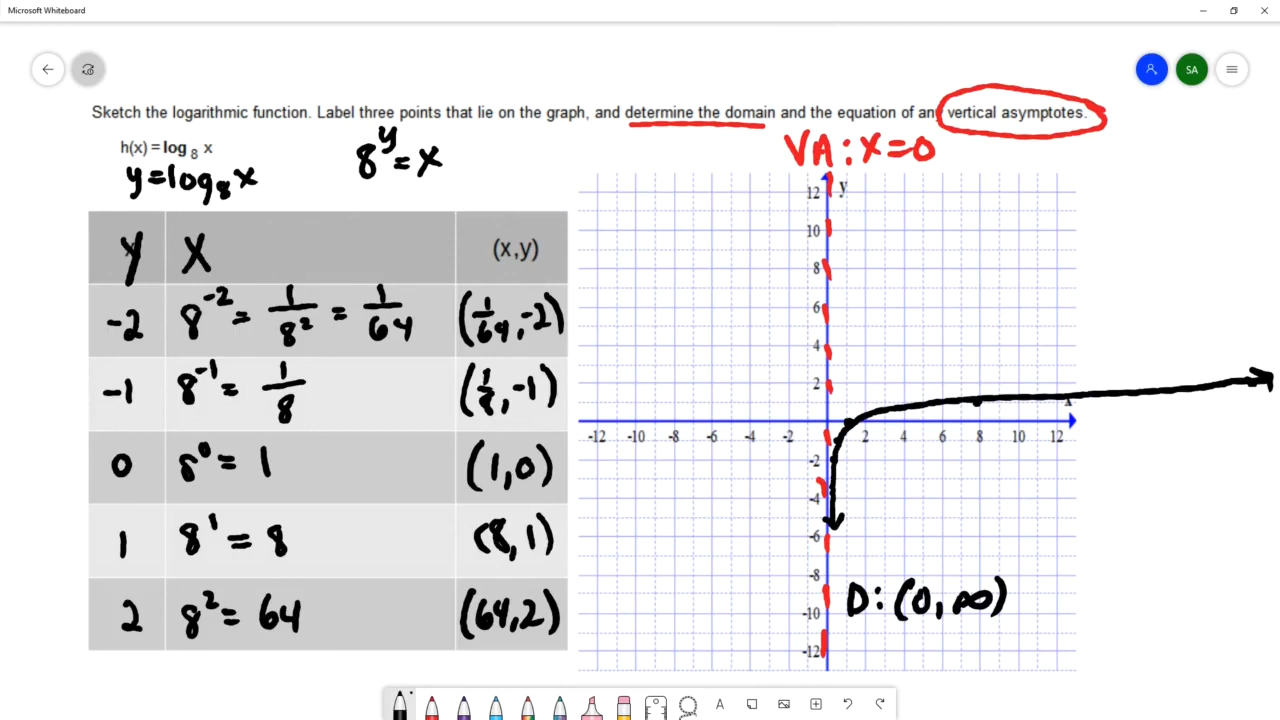 Microsoft Whiteboard
SA
Sketch the logarithmic function. Label three points that lie on the graph, and determine the domain and the equation of any vertical asymptotes.
h(x) = log 8 x
y = log₈x
8^y = x
VA: x = 0
y x (x,y)
-2 8^-2 = 1/8^2 = 1/64 (1/64, -2)
-1 8^-1 = 1/8 (1/8, -1)
0 8^0 = 1 (1, 0)
1 8^1 = 8 (8, 1)
2 8^2 = 64 (64, 2)
y
12
10
8
6
4
2
x
-12 -10 -8 -6 -4 -2 2 4 6 8 10 12
-2
-4
-6
-8
-10
-12
D: (0, ∞)
A